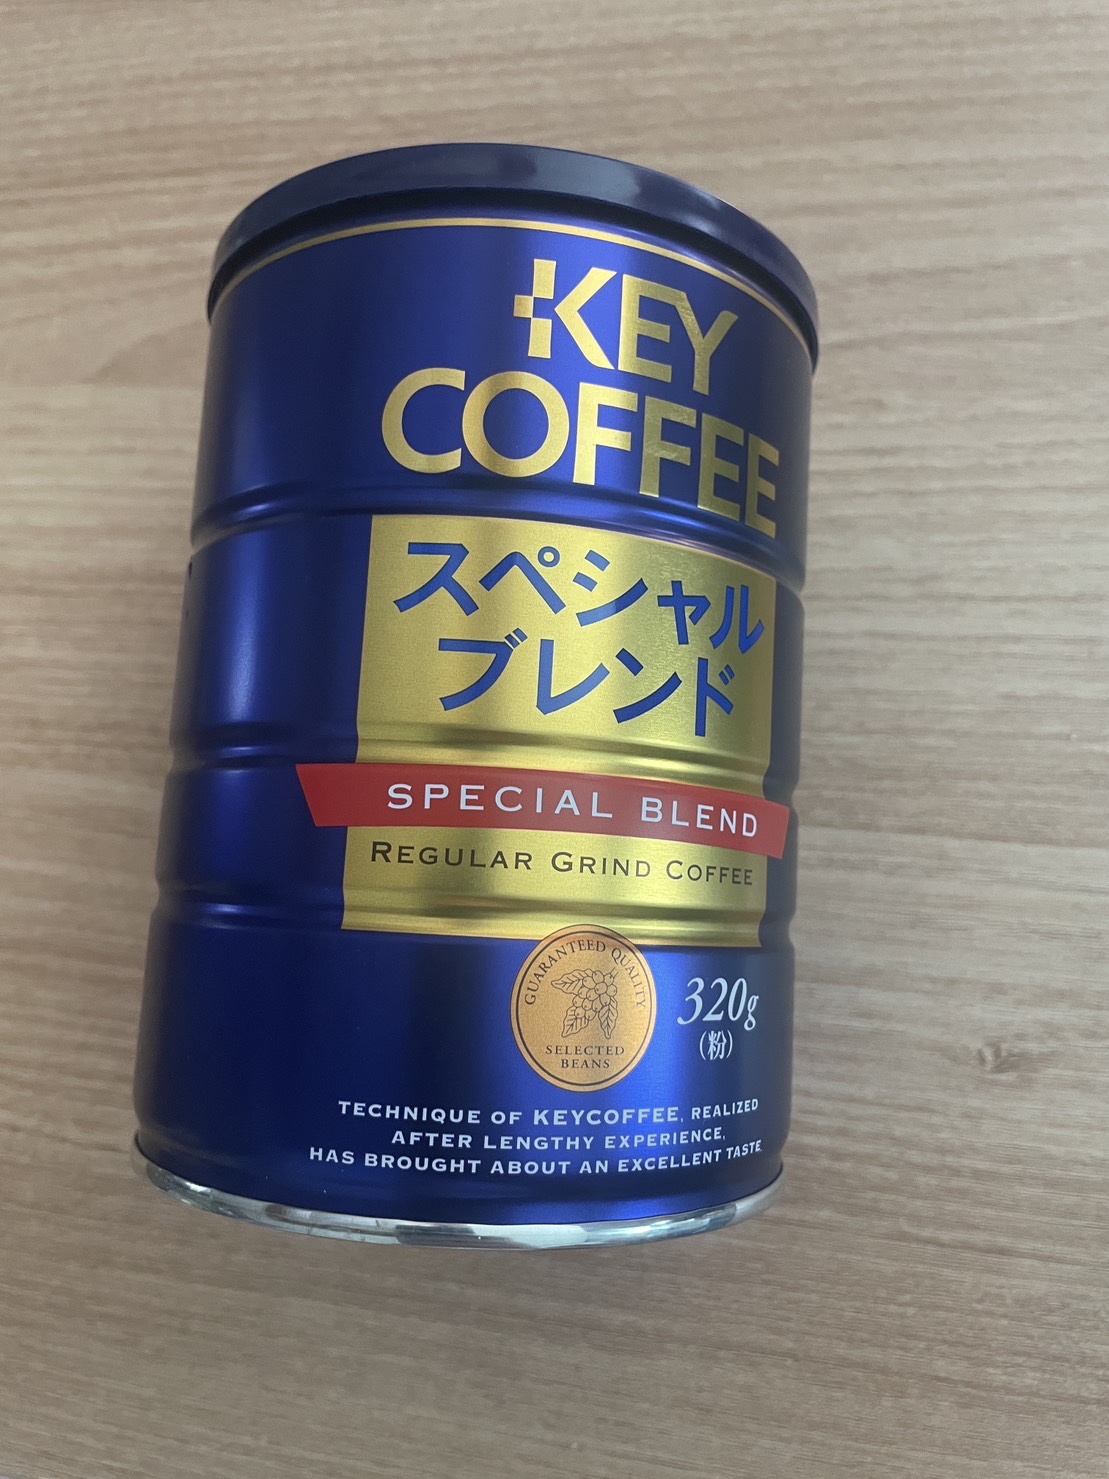 KEY
COFFEE
スペシャル
ブレンド
SPECIAL BLEND
REGULAR GRIND COFFEE
GUARANTEED QUALITY
SELECTED
BEANS
320g
(粉)
TECHNIQUE OF KEYCOFFEE, REALIZED
AFTER LENGTHY EXPERIENCE,
HAS BROUGHT ABOUT AN EXCELLENT TASTE.